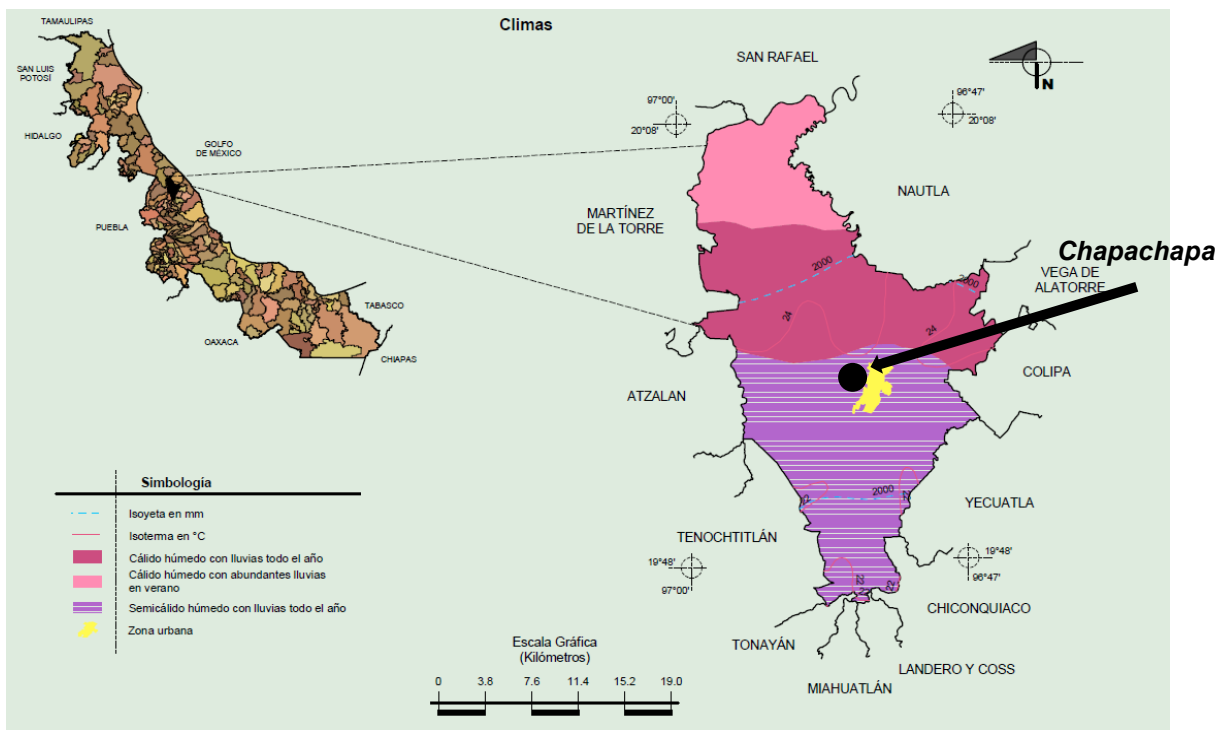 Climas
TAMAULIPAS
SAN LUIS
POTOSÍ
HIDALGO
GOLFO
DE MÉXICO
PUEBLA
OAXACA
TABASCO
CHIAPAS
SAN RAFAEL
N
97°00'
20°08'
96°47'
20°08'
NAUTLA
MARTÍNEZ
DE LA TORRE
Chapachapa
VEGA DE
ALATORRE
2000
2000
24
24
COLIPA
ATZALAN
22
2000
22
YECUATLA
TENOCHTITLÁN
19°48'
97°00'
19°48'
96°47'
22
22
CHICONQUIACO
TONAYÁN
LANDERO Y COSS
MIAHUATLÁN
Simbología
Isoyeta en mm
Isoterma en °C
Cálido húmedo con lluvias todo el año
Cálido húmedo con abundantes lluvias
en verano
Semicálido húmedo con lluvias todo el año
Zona urbana
Escala Gráfica
(Kilómetros)
0 3.8 7.6 11.4 15.2 19.0